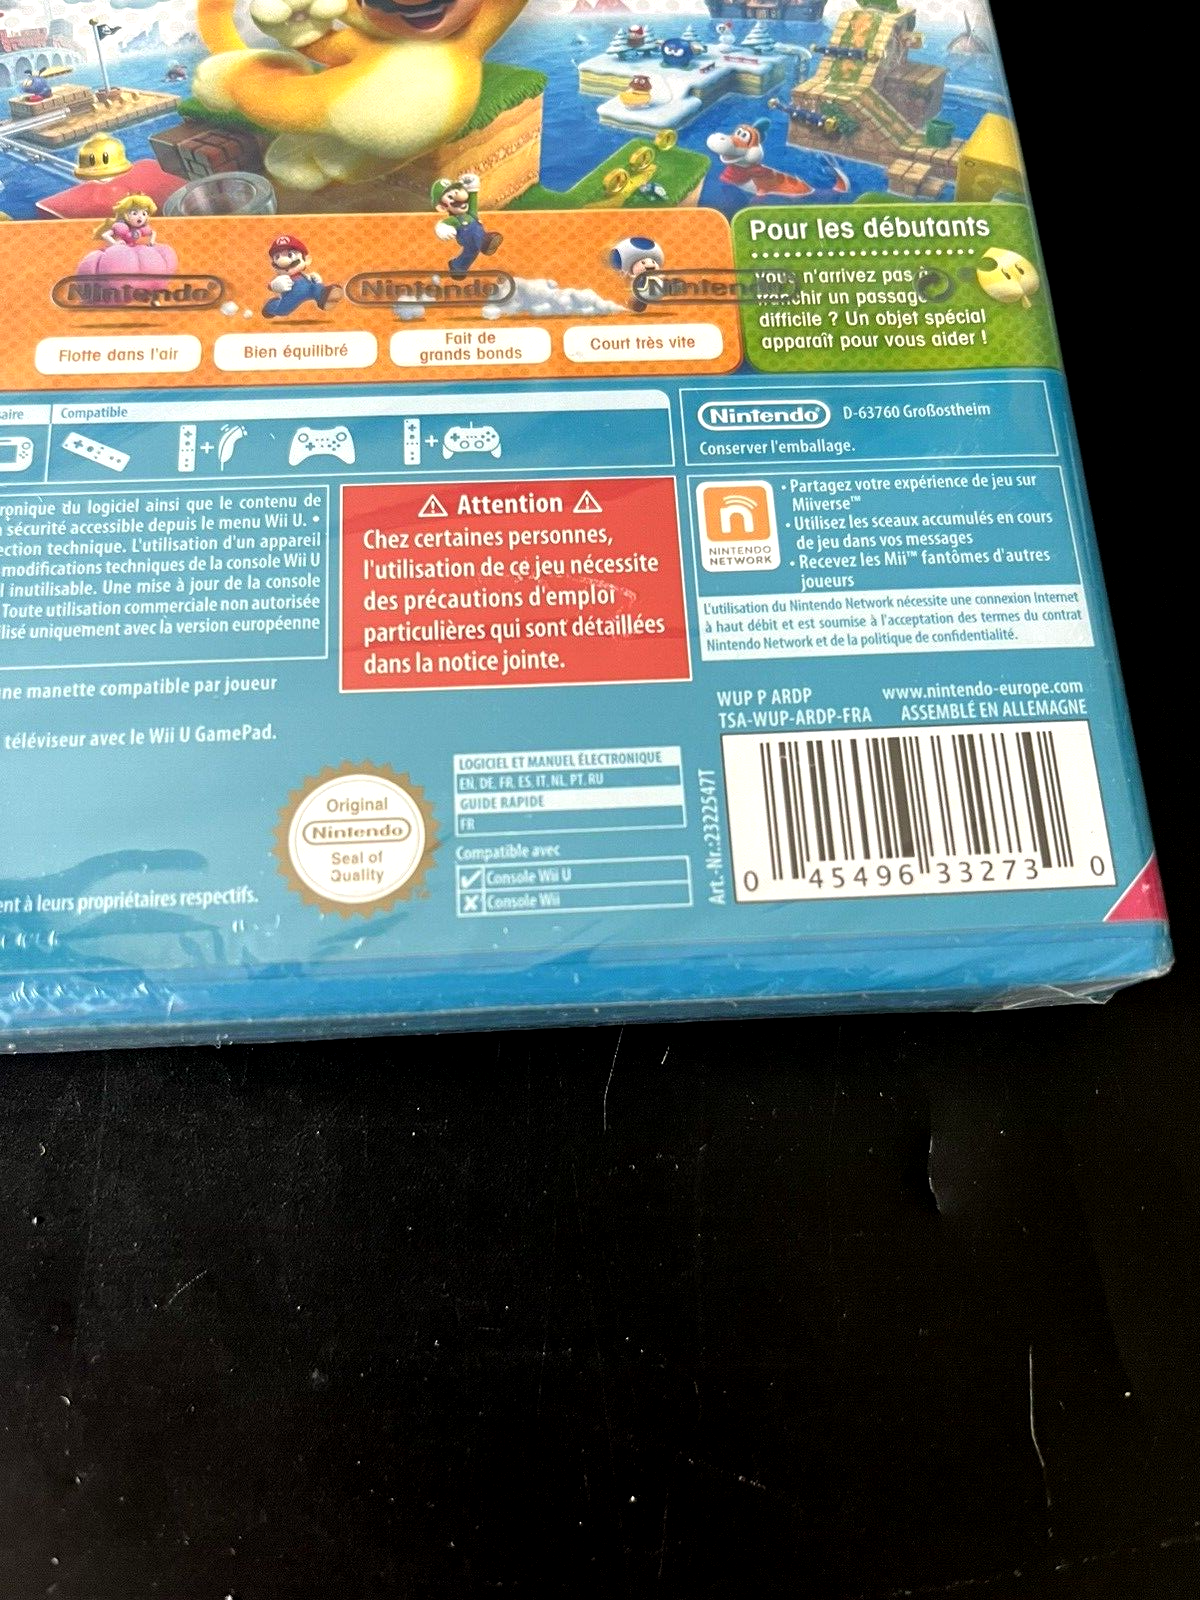 Pour les débutants
n'arrivez pas à
franchir un passage
difficile ? Un objet spécial
apparaît pour vous aider !
Nintendo
Nintendo
Flotte dans l'air
Bien équilibré
Fait de
grands bonds
Court très vite
aire
Compatible
+
+
Nintendo
D-63760 Großostheim
Conserver l'emballage.
ronique du logiciel ainsi que le contenu de
sécurité accessible depuis le menu Wii U. •
ection technique. L'utilisation d'un appareil
modifications techniques de la console Wii U
l inutilisable. Une mise à jour de la console
Toute utilisation commerciale non autorisée
lisé uniquement avec la version européenne
Attention
Chez certaines personnes,
l'utilisation de ce jeu nécessite
des précautions d'emploi
particulières qui sont détaillées
dans la notice jointe.
NINTENDO
NETWORK
• Partagez votre expérience de jeu sur
Miiverse™
• Utilisez les sceaux accumulés en cours
de jeu dans vos messages
• Recevez les Mii™ fantômes d'autres
joueurs
L'utilisation du Nintendo Network nécessite une connexion Internet
à haut débit et est soumise à l'acceptation des termes du contrat
Nintendo Network et de la politique de confidentialité.
ne manette compatible par joueur
téléviseur avec le Wii U GamePad.
WUP P ARDP
www.nintendo-europe.com
TSA-WUP-ARDP-FRA
ASSEMBLÉ EN ALLEMAGNE
Original
Nintendo
Seal of
Quality
LOGICIEL ET MANUEL ÉLECTRONIQUE
EN, DE, FR, ES, IT, NL, PT, RU
GUIDE RAPIDE
FR
Compatible avec
Console Wii U
Console Wii
Art.-Nr.:2322547T
0 45496 33273 0
ent à leurs propriétaires respectifs.